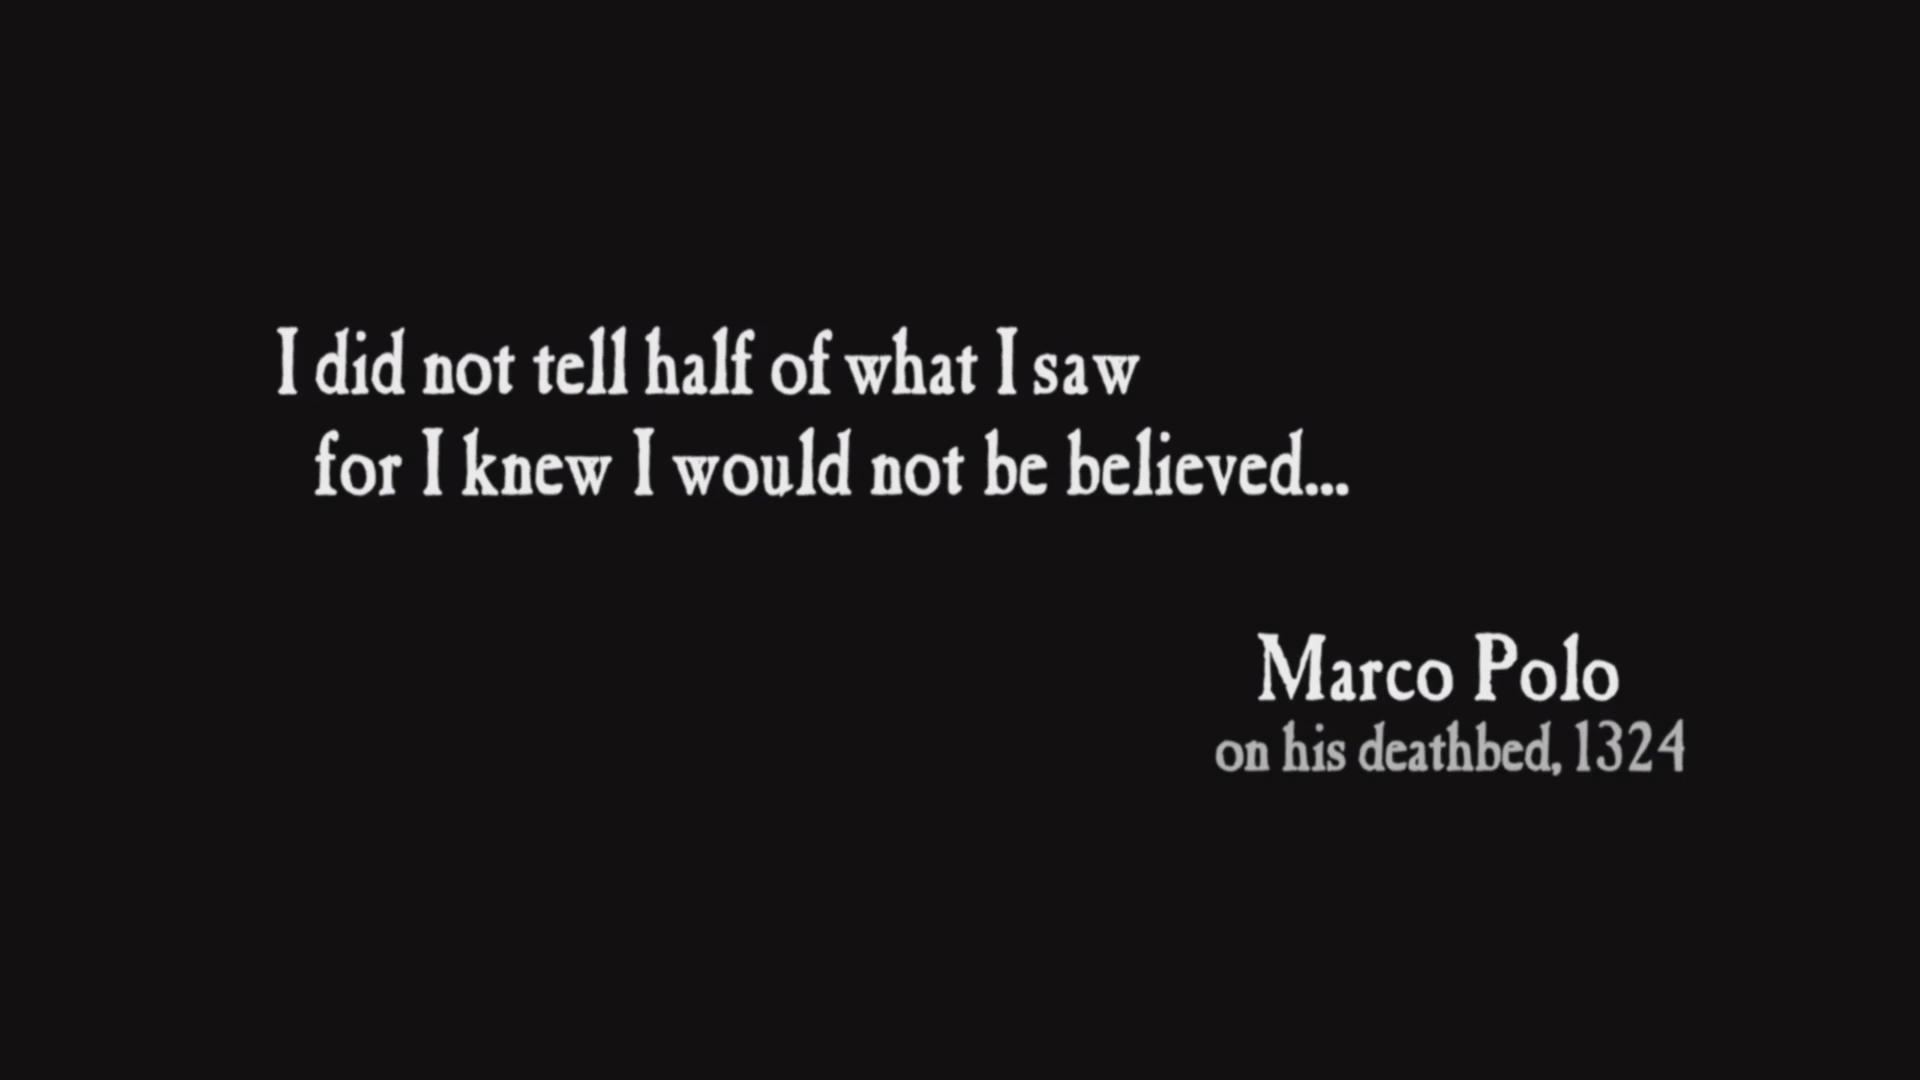 I did not tell half of what I saw
for I knew I would not be believed...
Marco Polo
on his deathbed, 1324